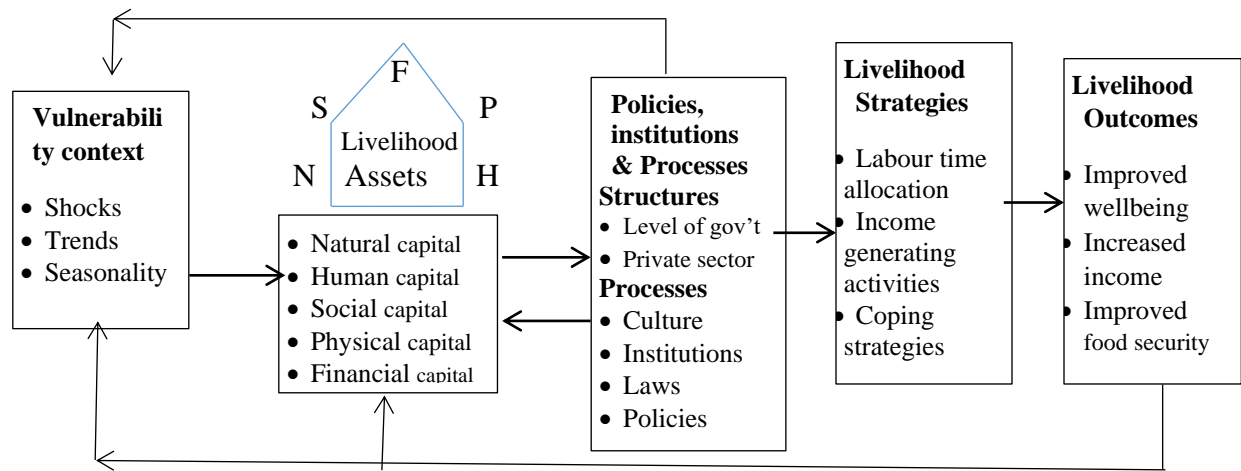 Vulnerabili
ty context
• Shocks
• Trends
• Seasonality
F
S P
Livelihood
N Assets H
• Natural capital
• Human capital
• Social capital
• Physical capital
• Financial capital
Policies,
institutions
& Processes
Structures
• Level of gov't
• Private sector
Processes
• Culture
• Institutions
• Laws
• Policies
Livelihood
Strategies
• Labour time
allocation
• Income
generating
activities
• Coping
strategies
Livelihood
Outcomes
• Improved
wellbeing
• Increased
income
• Improved
food security